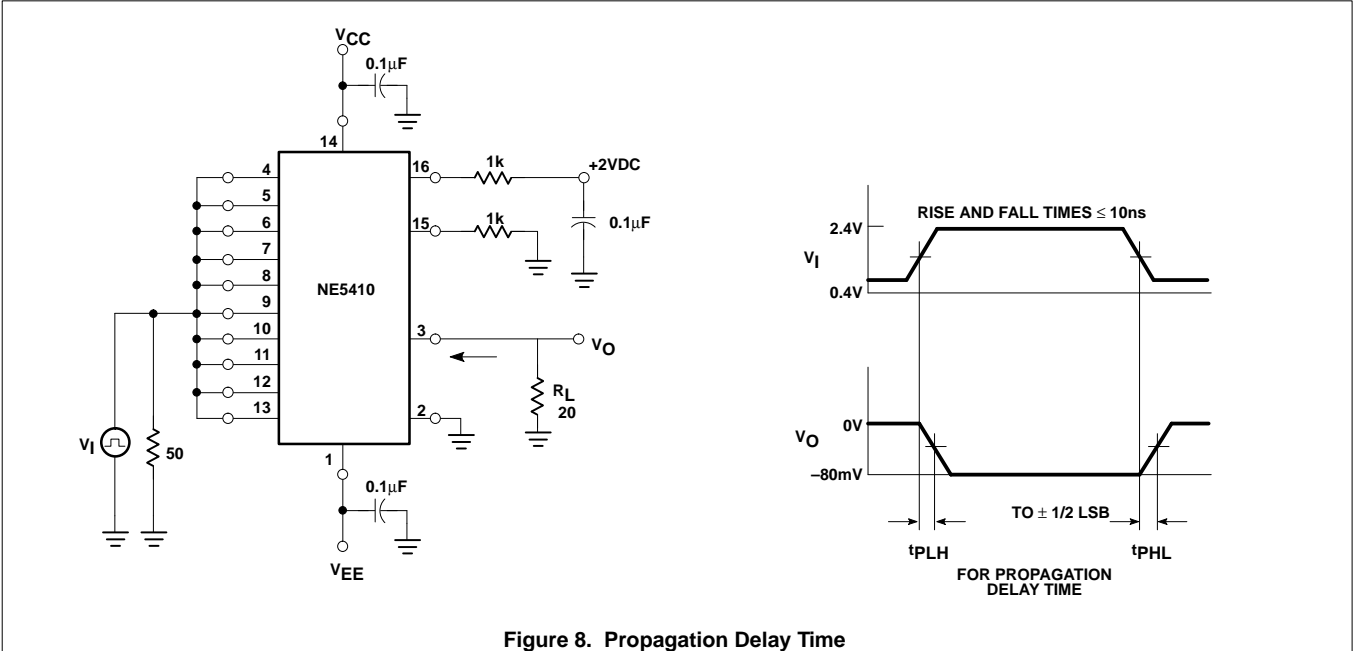 VCC
0.1μF
14
4
5
6
7
8
9
10
11
12
13
NE5410
16
1k
+2VDC
0.1μF
15
1k
3
VO
RL
20
2
VI
50
1
0.1μF
VEE
RISE AND FALL TIMES ≤ 10ns
2.4V
VI
0.4V
0V
VO
–80mV
TO ± 1/2 LSB
tPLH
tPHL
FOR PROPAGATION
DELAY TIME
Figure 8. Propagation Delay Time